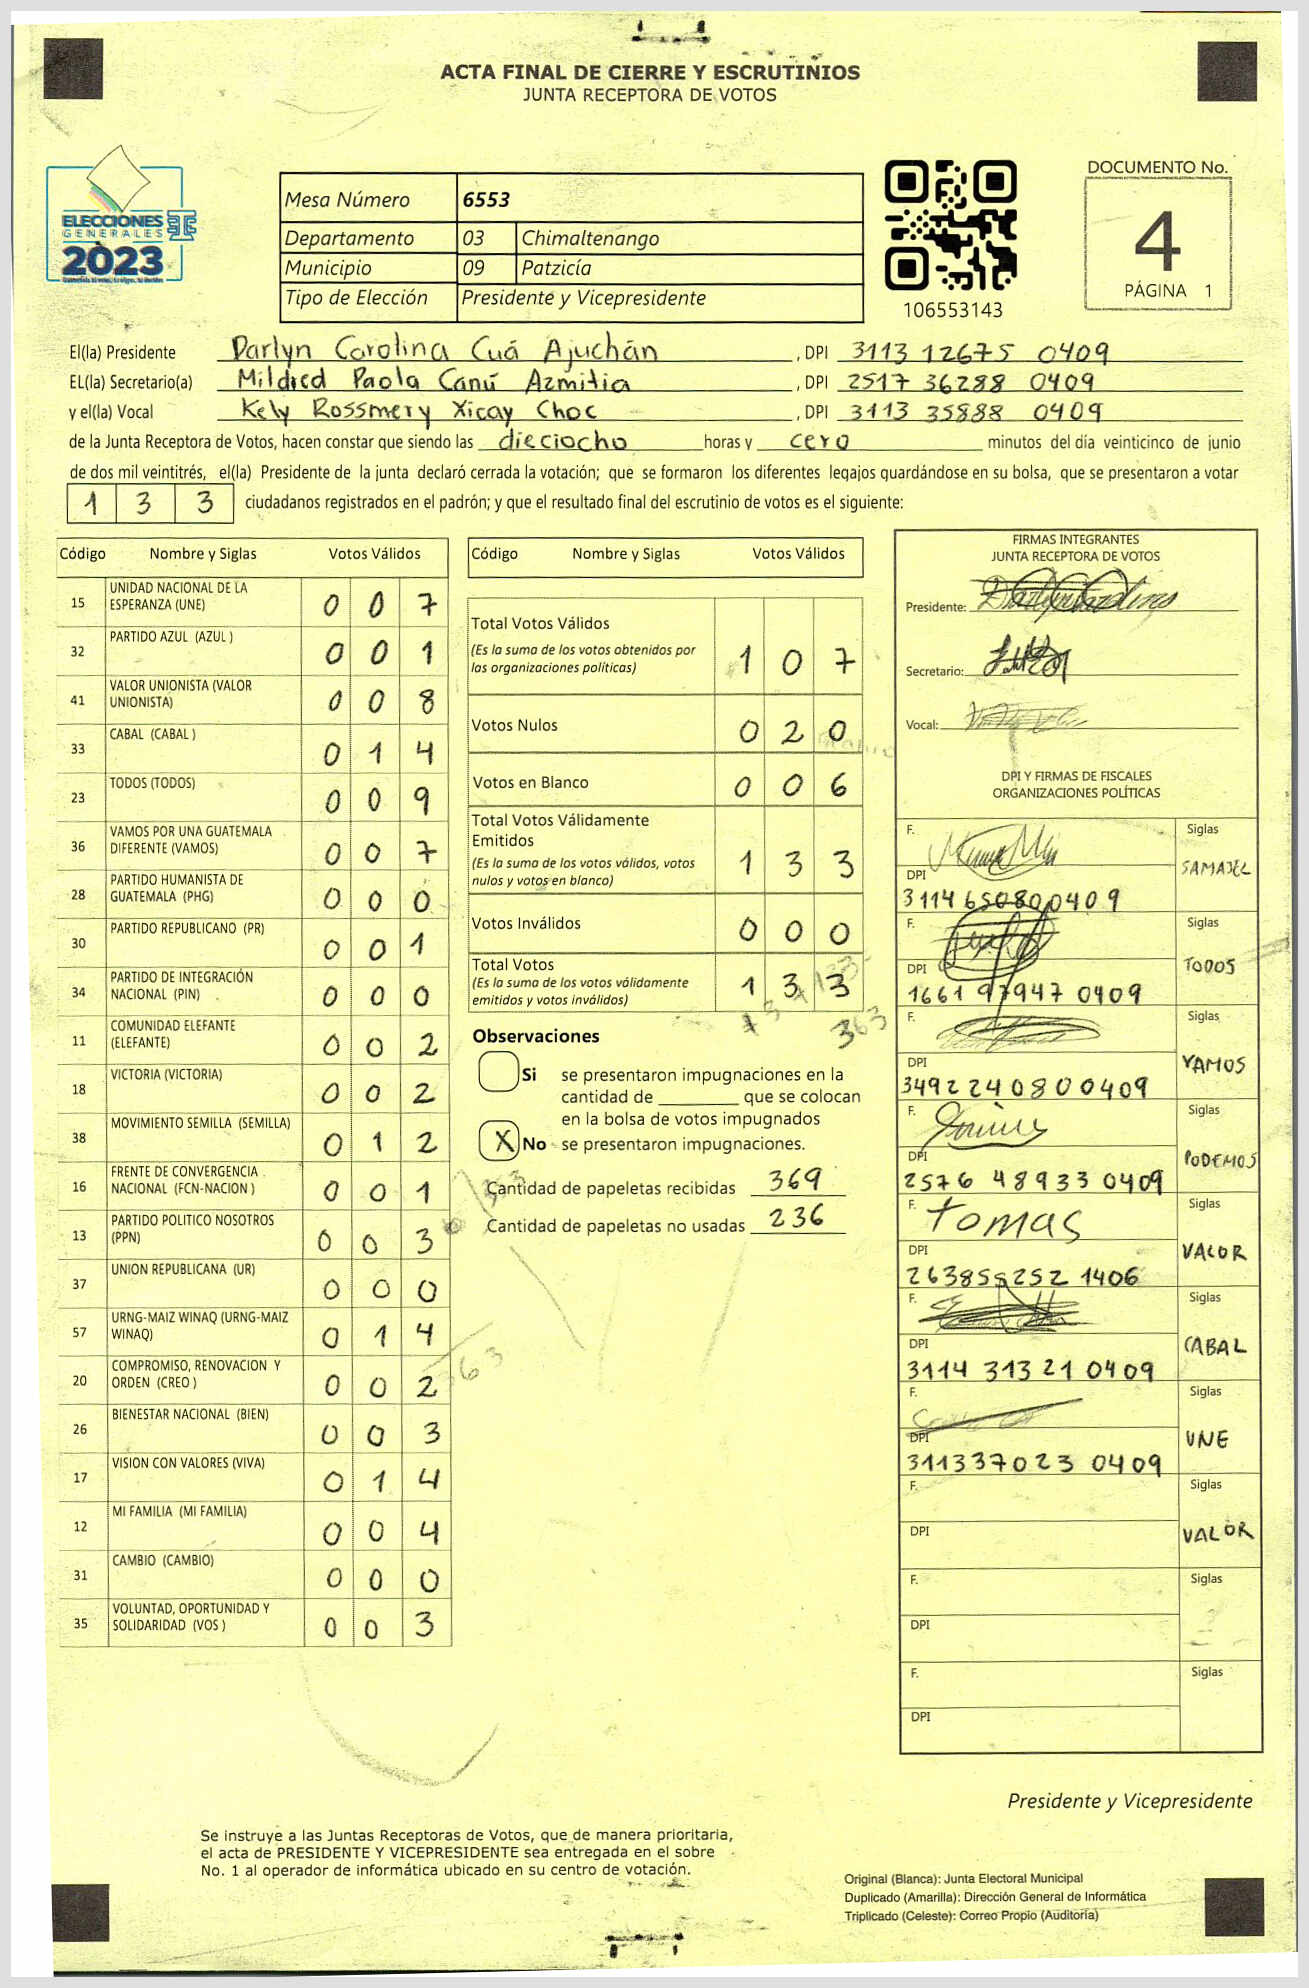 ACTA FINAL DE CIERRE Y ESCRUTINIOS
JUNTA RECEPTORA DE VOTOS
ELECCIONES
GENERALES
2023
Mesa Número 6553
Departamento 03 Chimaltenango
Municipio 09 Patzicía
Tipo de Elección Presidente y Vicepresidente
106553143
DOCUMENTO No.
4
PÁGINA 1
El(la) Presidente Darlyn Carolina Cuá Ajuchán , DPI 3113 12675 0409
EL(la) Secretario(a) Mildred Paola Canú Azmitia , DPI 2517 36288 0409
y el(la) Vocal Kely Rossmery Xicay Choc , DPI 3113 35888 0409
de la Junta Receptora de Votos, hacen constar que siendo las dieciocho horas y cero minutos del día veinticinco de junio
de dos mil veintitrés, el(la) Presidente de la junta declaró cerrada la votación; que se formaron los diferentes legajos guardándose en su bolsa, que se presentaron a votar
1 3 3 ciudadanos registrados en el padrón; y que el resultado final del escrutinio de votos es el siguiente:
Código Nombre y Siglas Votos Válidos
15 UNIDAD NACIONAL DE LA ESPERANZA (UNE) 0 0 7
32 PARTIDO AZUL (AZUL ) 0 0 1
41 VALOR UNIONISTA (VALOR UNIONISTA) 0 0 8
33 CABAL (CABAL ) 0 1 4
23 TODOS (TODOS) 0 0 9
36 VAMOS POR UNA GUATEMALA DIFERENTE (VAMOS) 0 0 7
28 PARTIDO HUMANISTA DE GUATEMALA (PHG) 0 0 0
30 PARTIDO REPUBLICANO (PR) 0 0 1
34 PARTIDO DE INTEGRACIÓN NACIONAL (PIN) 0 0 0
11 COMUNIDAD ELEFANTE (ELEFANTE) 0 0 2
18 VICTORIA (VICTORIA) 0 0 2
38 MOVIMIENTO SEMILLA (SEMILLA) 0 1 2
16 FRENTE DE CONVERGENCIA NACIONAL (FCN-NACION ) 0 0 1
13 PARTIDO POLITICO NOSOTROS (PPN) 0 0 3
37 UNION REPUBLICANA (UR) 0 0 0
57 URNG-MAIZ WINAQ (URNG-MAIZ WINAQ) 0 1 4
20 COMPROMISO, RENOVACION Y ORDEN (CREO ) 0 0 2
26 BIENESTAR NACIONAL (BIEN) 0 0 3
17 VISION CON VALORES (VIVA) 0 1 4
12 MI FAMILIA (MI FAMILIA) 0 0 4
31 CAMBIO (CAMBIO) 0 0 0
35 VOLUNTAD, OPORTUNIDAD Y SOLIDARIDAD (VOS ) 0 0 3
Código Nombre y Siglas Votos Válidos
Total Votos Válidos
(Es la suma de los votos obtenidos por
las organizaciones políticas) 1 0 7
Votos Nulos 0 2 0
Votos en Blanco 0 0 6
Total Votos Válidamente
Emitidos
(Es la suma de los votos válidos, votos
nulos y votos en blanco) 1 3 3
Votos Inválidos 0 0 0
Total Votos
(Es la suma de los votos válidamente
emitidos y votos inválidos) 1 3 3
363
Observaciones
Si se presentaron impugnaciones en la
cantidad de ________ que se colocan
en la bolsa de votos impugnados
X No se presentaron impugnaciones.
Cantidad de papeletas recibidas 369
Cantidad de papeletas no usadas 236
FIRMAS INTEGRANTES
JUNTA RECEPTORA DE VOTOS
Presidente:
Secretario:
Vocal:
DPI Y FIRMAS DE FISCALES
ORGANIZACIONES POLÍTICAS
F. Siglas
DPI SAMAJEL
3114 65080 0409
F. Siglas
DPI TODOS
1661 97947 0409
F. Siglas
DPI VAMOS
3492 24080 0409
F. Siglas
DPI PODEMOS
2576 48933 0409
F. Tomas Siglas
DPI VALOR
263855252 1406
F. Siglas
DPI CABAL
3114 31321 0409
F. Siglas
DPI UNE
311337023 0409
F. Siglas
DPI VALOR
F. Siglas
DPI
F. Siglas
DPI
Presidente y Vicepresidente
Se instruye a las Juntas Receptoras de Votos, que de manera prioritaria,
el acta de PRESIDENTE Y VICEPRESIDENTE sea entregada en el sobre
No. 1 al operador de informática ubicado en su centro de votación.
Original (Blanca): Junta Electoral Municipal
Duplicado (Amarilla): Dirección General de Informática
Triplicado (Celeste): Correo Propio (Auditoría)